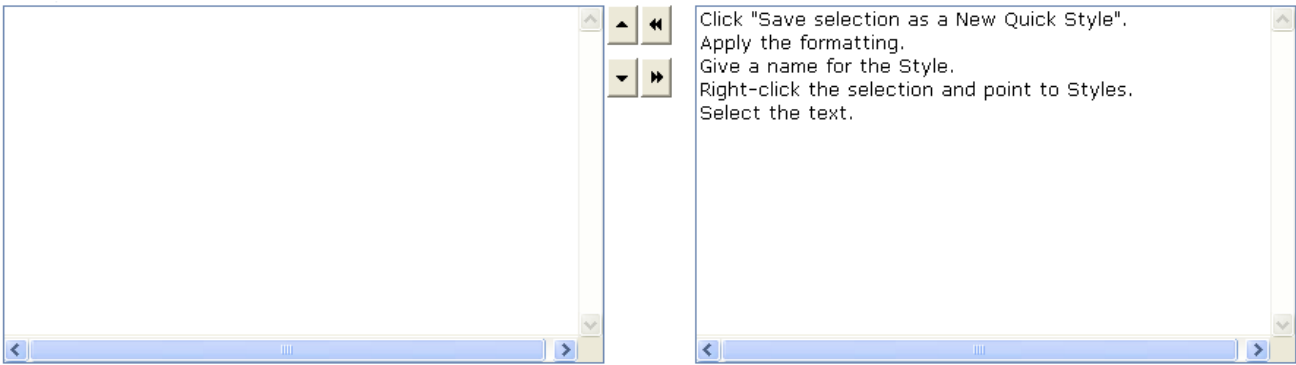 Click "Save selection as a New Quick Style".
Apply the formatting.
Give a name for the Style.
Right-click the selection and point to Styles.
Select the text.